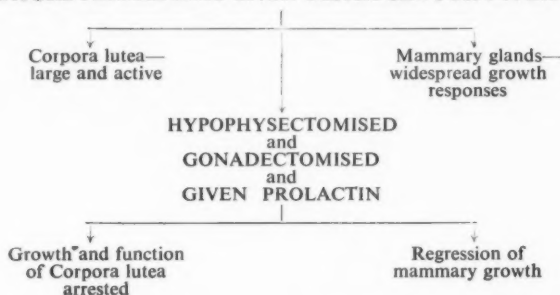 Corpora lutea—
large and active
Mammary glands—
widespread growth
responses
HYPOPHYSECTOMISED
and
GONADECTOMISED
and
GIVEN PROLACTIN
Growth and function
of Corpora lutea
arrested
Regression of
mammary growth